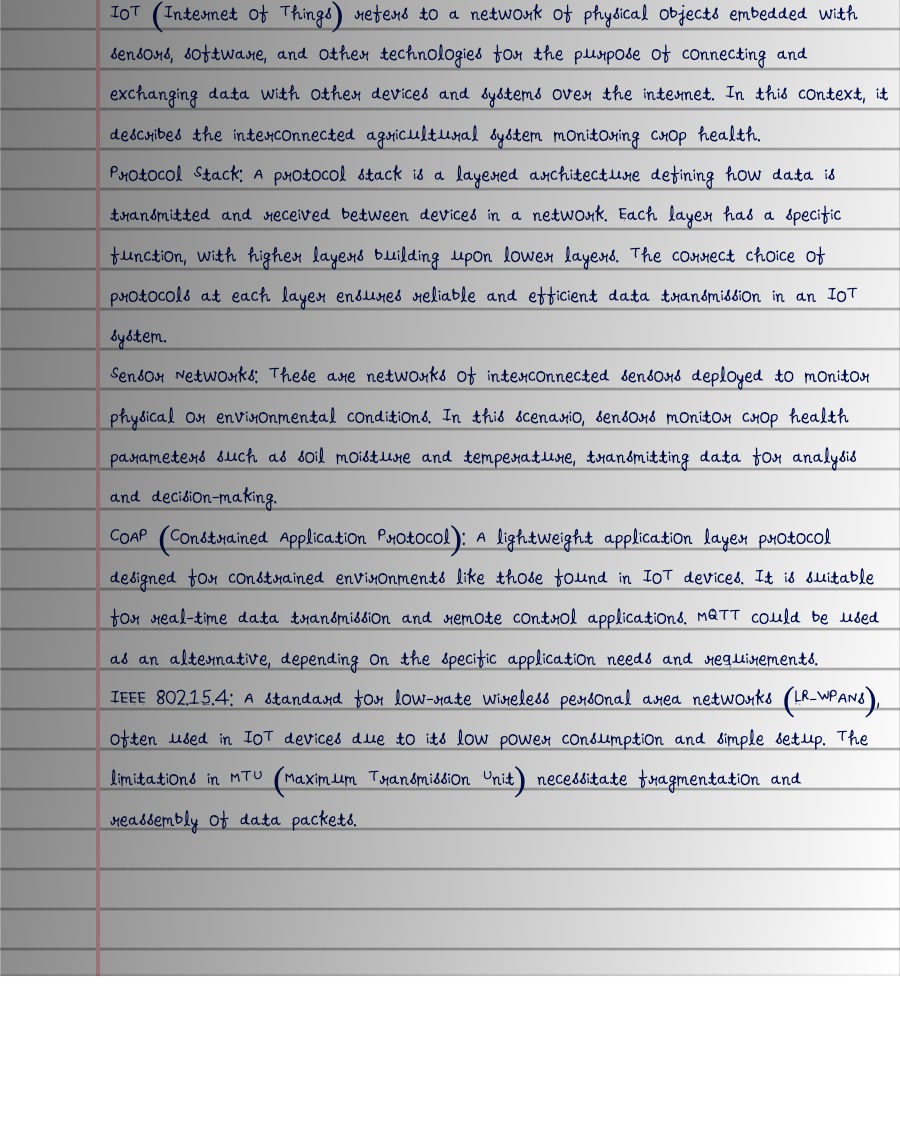 IoT (Internet of Things) refers to a network of physical objects embedded with
sensors, software, and other technologies for the purpose of connecting and
exchanging data with other devices and systems over the internet. In this context, it
describes the interconnected agricultural system monitoring crop health.
Protocol Stack: A protocol stack is a layered architecture defining how data is
transmitted and received between devices in a network. Each layer has a specific
function, with higher layers building upon lower layers. The correct choice of
protocols at each layer ensures reliable and efficient data transmission in an IoT
system.
Sensor Networks: These are networks of interconnected sensors deployed to monitor
physical or environmental conditions. In this scenario, sensors monitor crop health
parameters such as soil moisture and temperature, transmitting data for analysis
and decision-making.
CoAP (Constrained Application Protocol): A lightweight application layer protocol
designed for constrained environments like those found in IoT devices. It is suitable
for real-time data transmission and remote control applications. MQTT could be used
as an alternative, depending on the specific application needs and requirements.
IEEE 802.15.4: A standard for low-rate wireless personal area networks (LR-WPANs),
often used in IoT devices due to its low power consumption and simple setup. The
limitations in MTU (Maximum Transmission Unit) necessitate fragmentation and
reassembly of data packets.